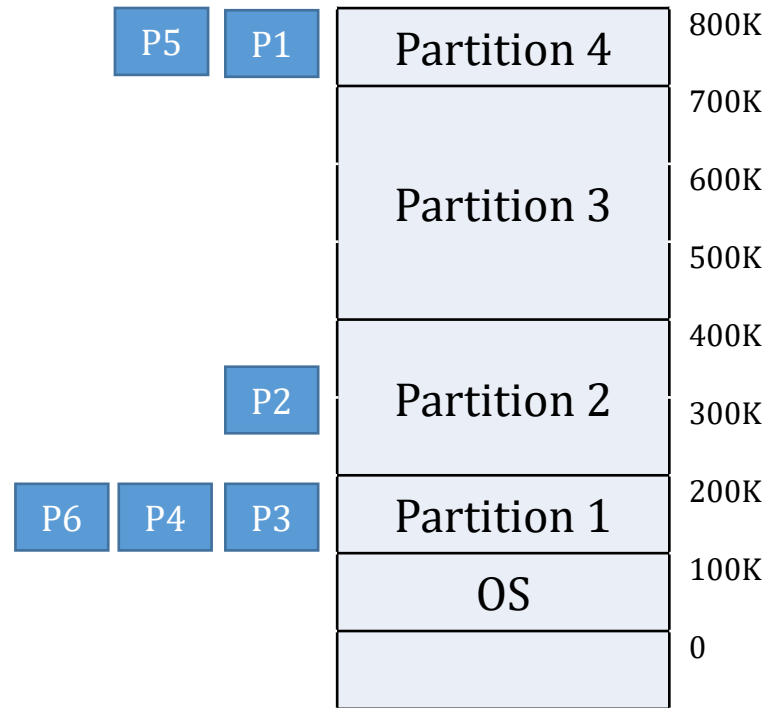 P5 P1 Partition 4 800K
700K
Partition 3 600K
500K
400K
P2 Partition 2 300K
200K
P6 P4 P3 Partition 1
100K
OS
0